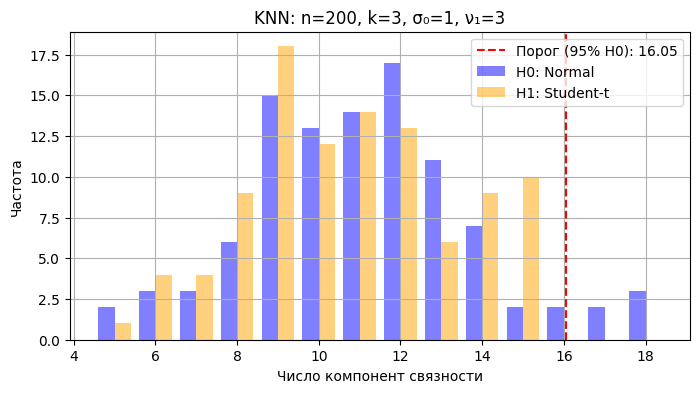 KNN: n=200, k=3, σ₀=1, ν₁=3
Порог (95% H0): 16.05
H0: Normal
H1: Student-t
Частота
17.5
15.0
12.5
10.0
7.5
5.0
2.5
0.0
4 6 8 10 12 14 16 18
Число компонент связности